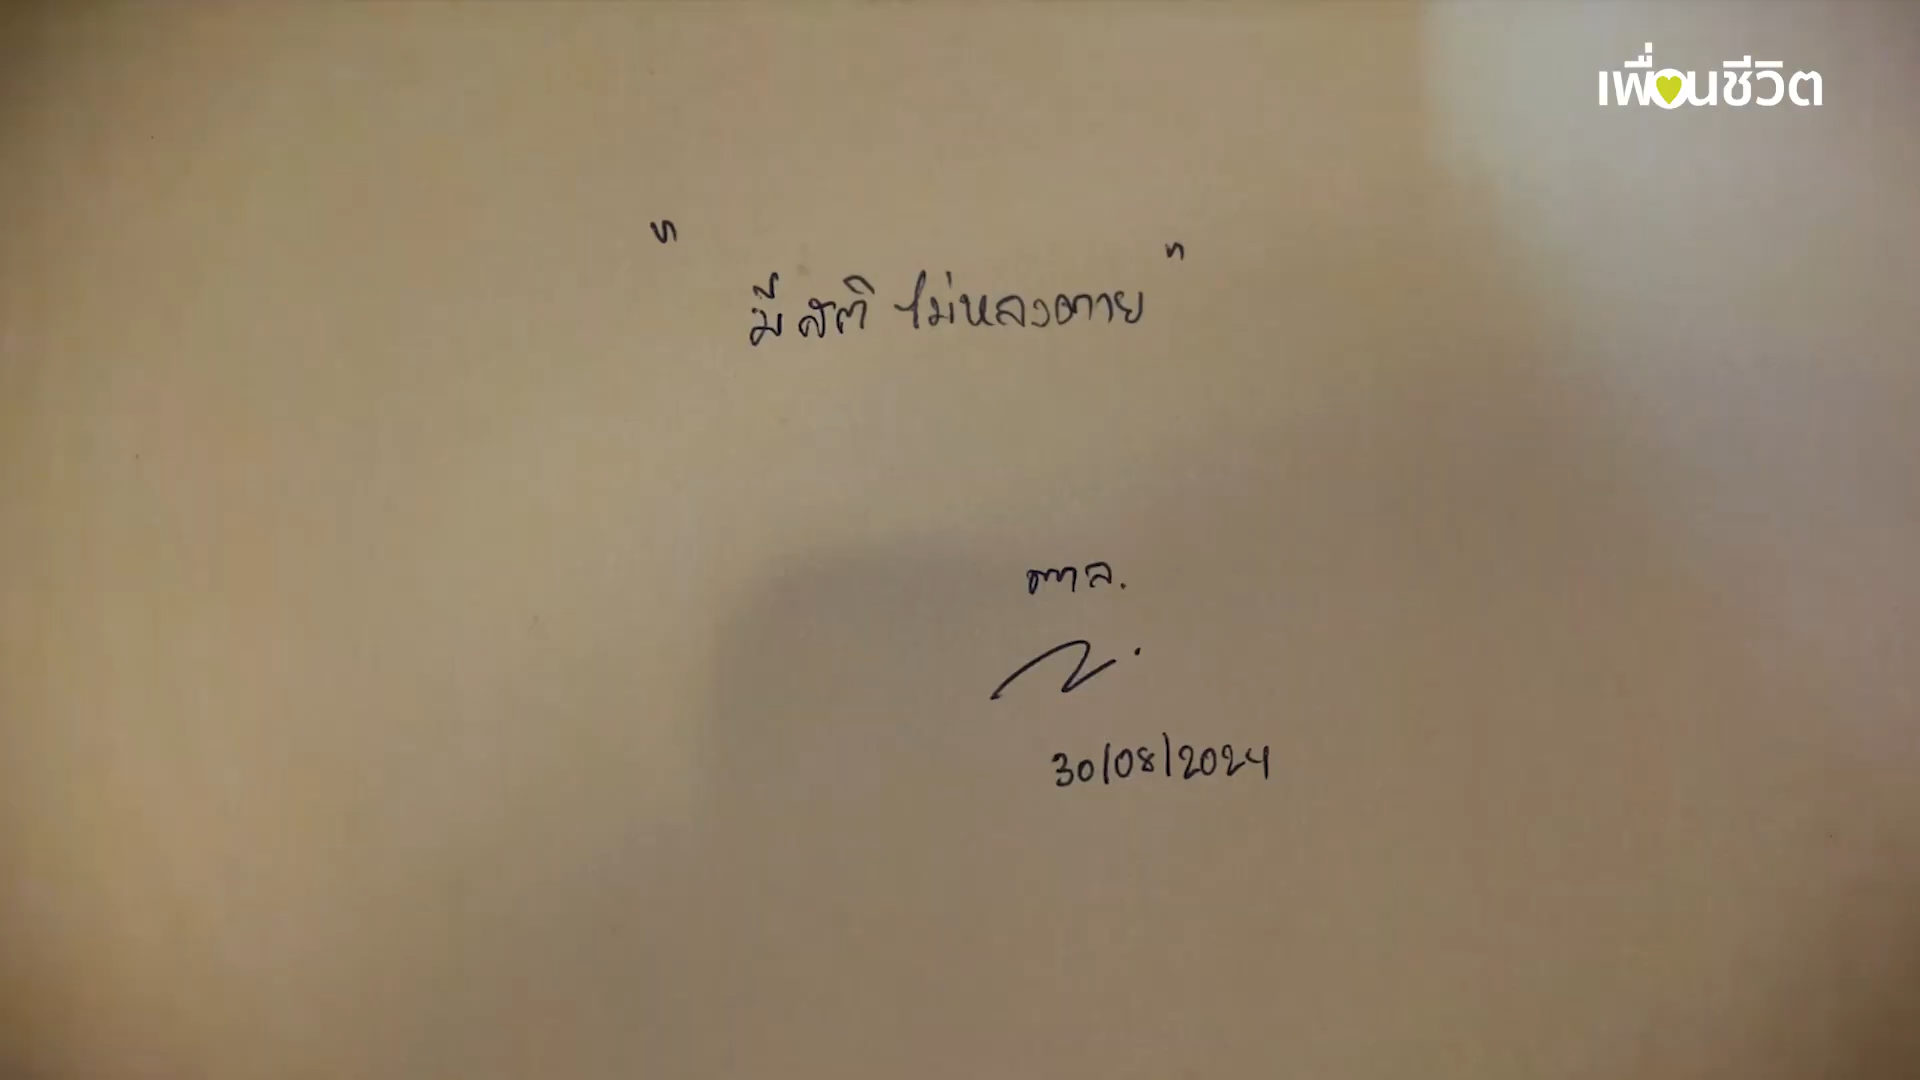 เพื่อนชีวิต
" มีสติ ไม่หลงตาย "
ตาล.
30/08/2024